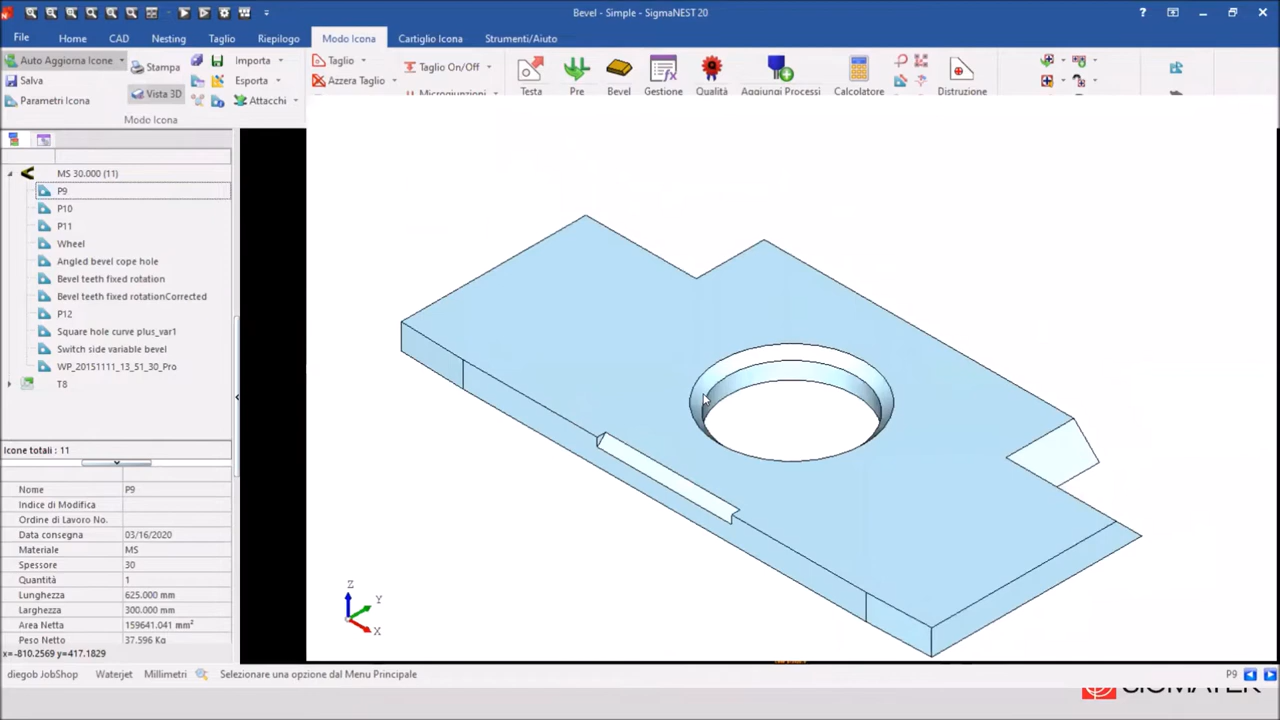 Bevel - Simple - SigmaNEST 20
File Home CAD Nesting Taglio Riepilogo Modo Icona Cartiglio Icona Strumenti/Aiuto
Auto Aggiorna Icone Stampa Importa Taglio Taglio On/Off
Salva Vista 3D Esporta Azzera Taglio Testa Pre Bevel Gestione Qualità Aggiungi Processi Calcolatore Distruzione
Parametri Icona Attacchi Microgiunzioni
Modo Icona
MS 30.000 (11)
P9
P10
P11
Wheel
Angled bevel cope hole
Bevel teeth fixed rotation
Bevel teeth fixed rotationCorrected
P12
Square hole curve plus_var1
Switch side variable bevel
WP_20151111_13_51_30_Pro
T8
Icone totali : 11
Nome P9
Indice di Modifica
Ordine di Lavoro No.
Data consegna 03/16/2020
Materiale MS
Spessore 30
Quantità 1
Lunghezza 625.000 mm
Larghezza 300.000 mm
Area Netta 159641.041 mm²
Peso Netto 37.596 Kg
x=-810.2569 y=417.1829
Z
Y
X
diegob JobShop Waterjet Millimetri Selezionare una opzione dal Menu Principale P9